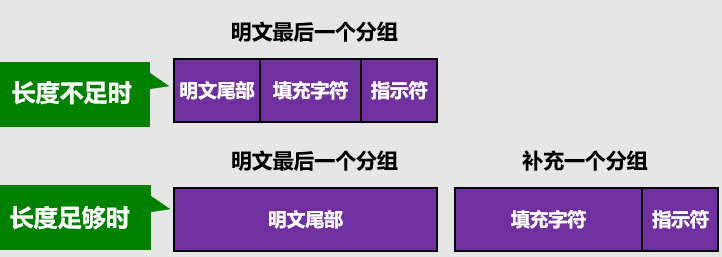 明文最后一个分组
长度不足时
明文尾部 填充字符 指示符
明文最后一个分组 补充一个分组
长度足够时
明文尾部 填充字符 指示符